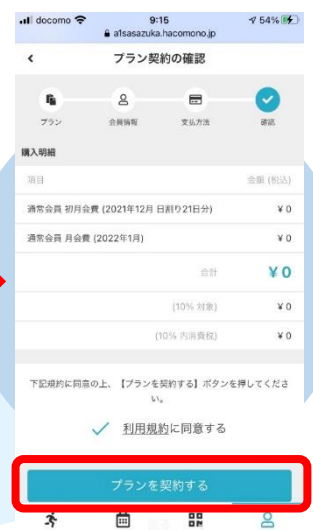 docomo 9:15 54%
a1sasazuka.hacomono.jp
プラン契約の確認
プラン 会員情報 支払方法 確認
購入明細
項目 金額 (税込)
通常会員 初月会費 (2021年12月 日割り21日分) ¥ 0
通常会員 月会費 (2022年1月) ¥ 0
合計 ¥ 0
(10% 対象) ¥ 0
(10% 内消費税) ¥ 0
下記規約に同意の上、【プランを契約する】ボタンを押してくださ
い。
利用規約に同意する
プランを契約する